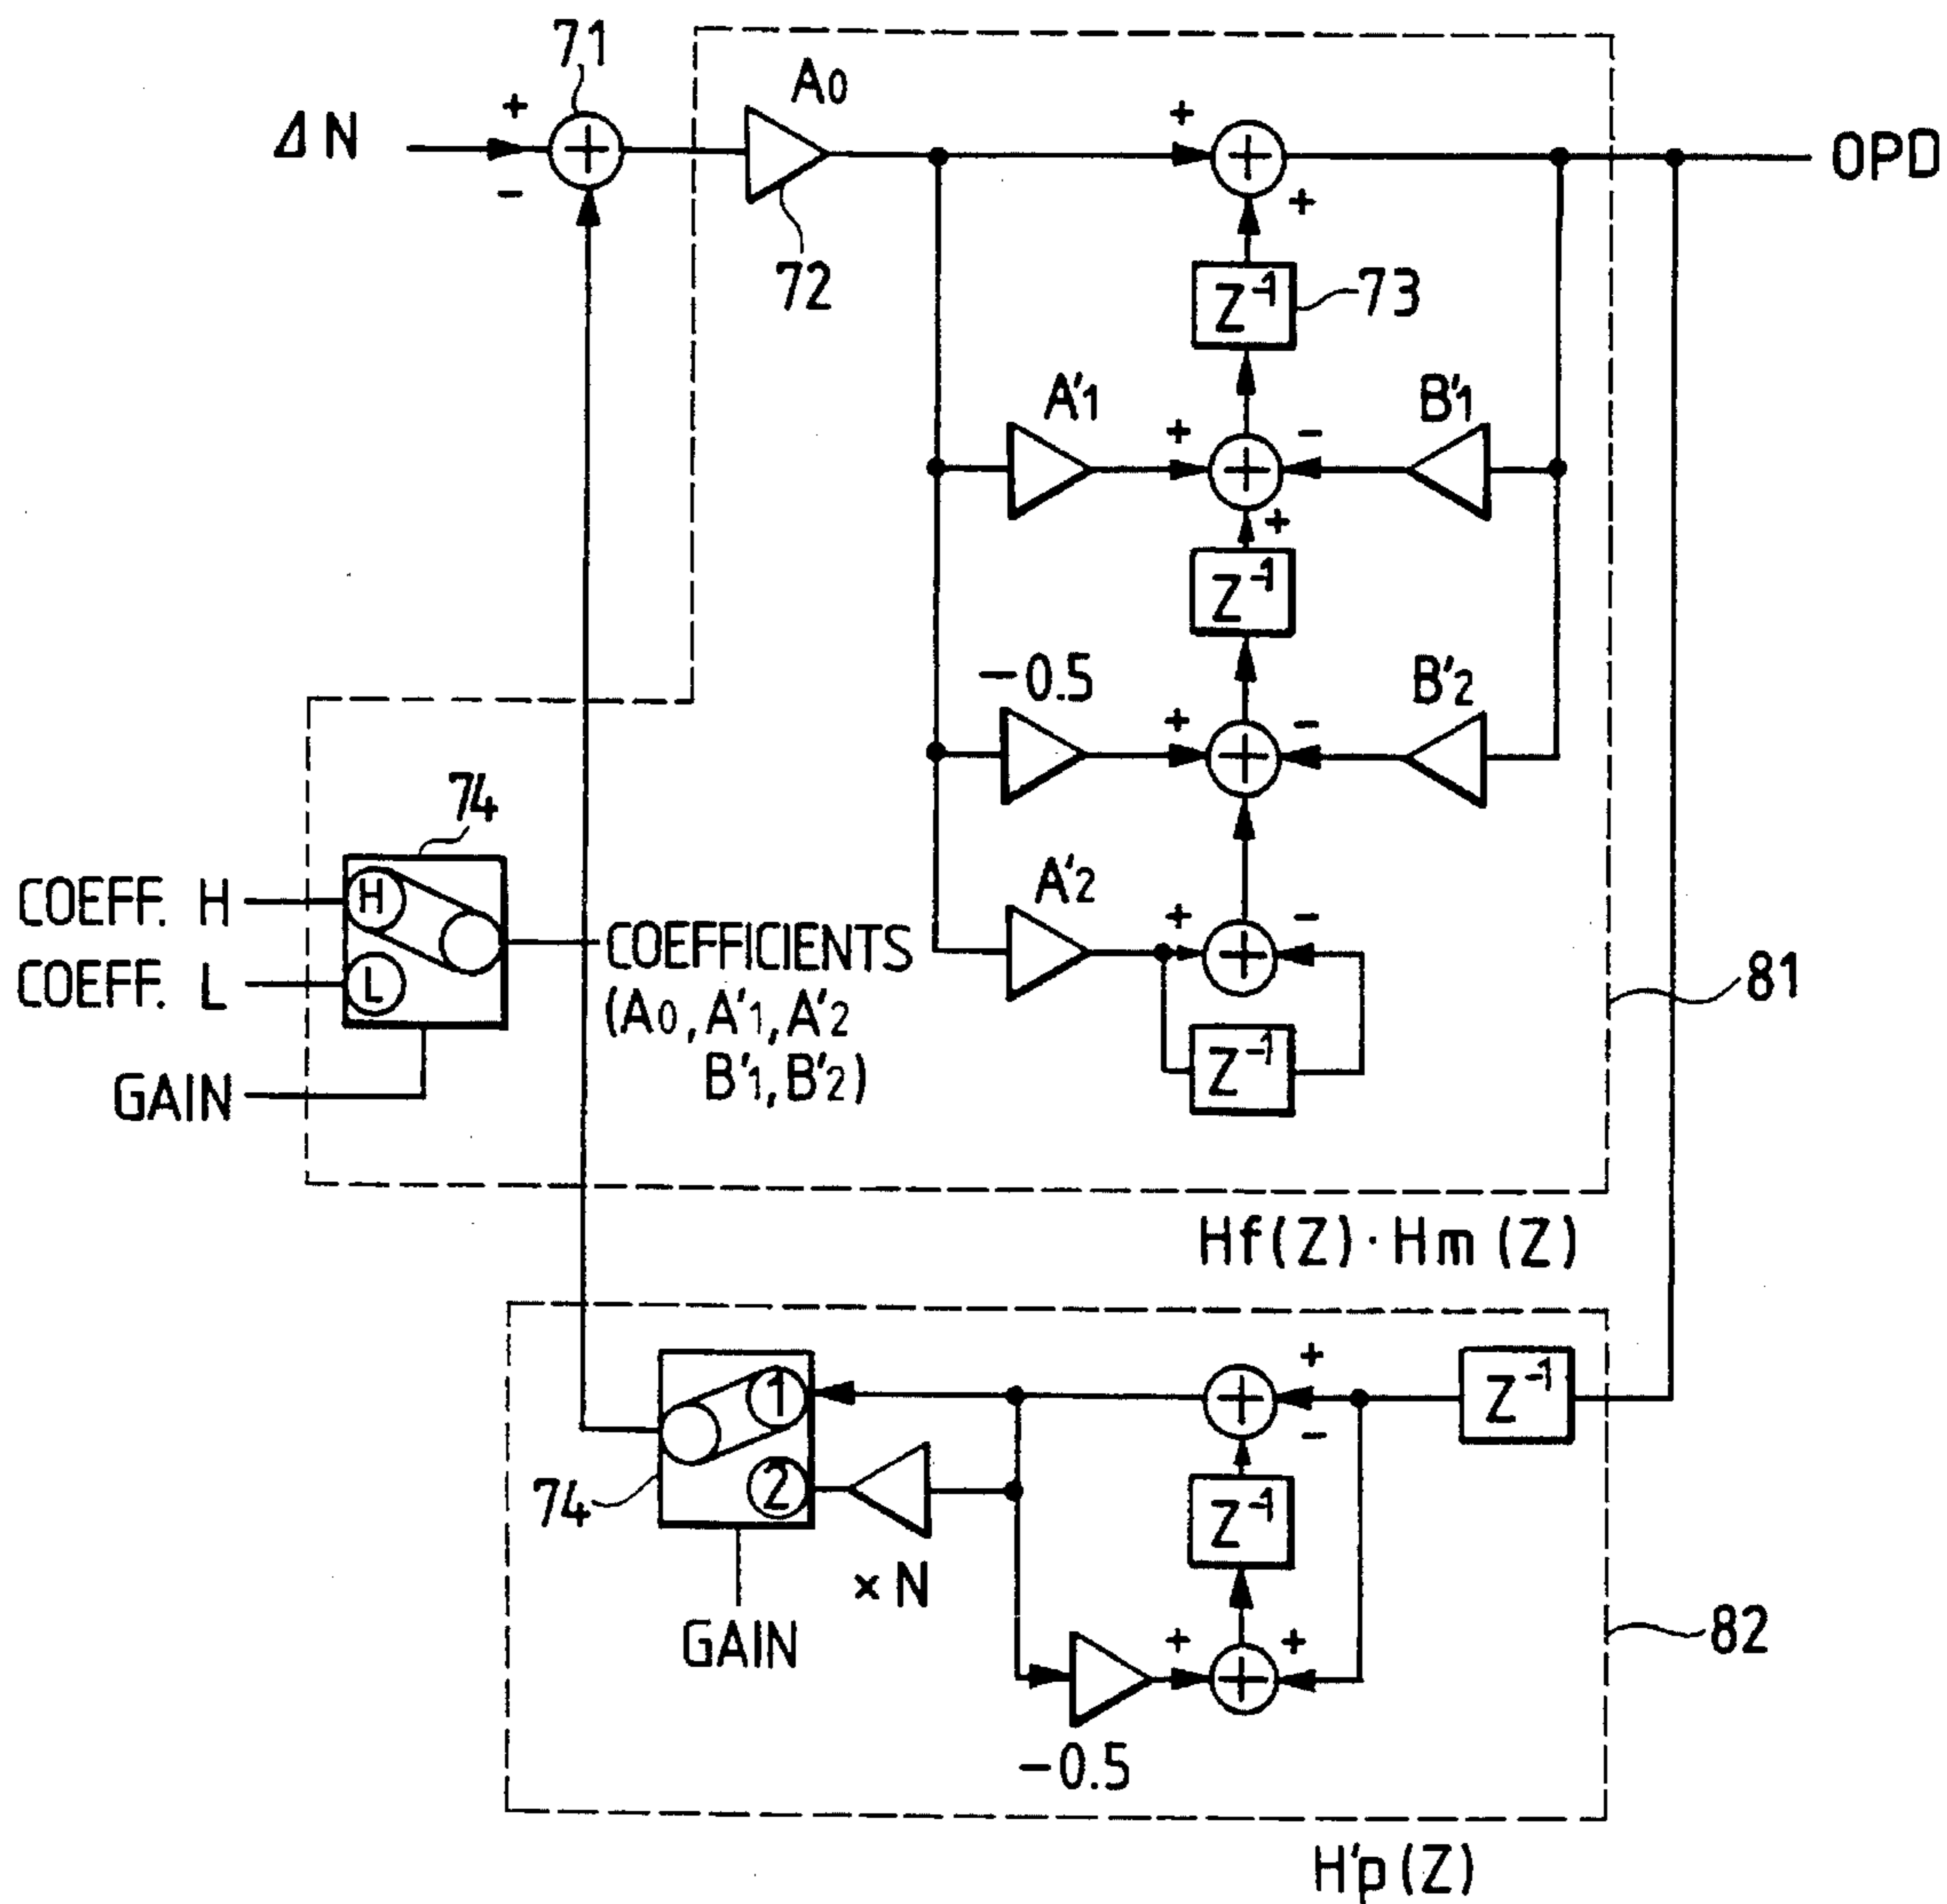 71
A0
+
ΔN
+
OPD
−
+
+
72
Z⁻¹
73
A'1
B'1
+
−
+
+
+
Z⁻¹
−0.5
B'2
+
−
+
74
A'2
COEFF. H
H
+
−
+
COEFFICIENTS
COEFF. L
L
(A0, A'1, A'2
81
GAIN
B'1, B'2)
Z⁻¹
Hf(Z)·Hm(Z)
1
+
+
Z⁻¹
−
74
2
Z⁻¹
×N
GAIN
+
+
+
82
−0.5
H'p(Z)